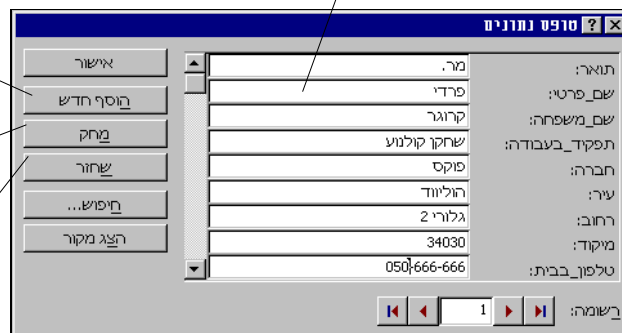 טופס נתונים
תואר: מר.
שם_פרטי: פרדי
שם_משפחה: קרוגר
תפקיד_בעבודה: שחקן קולנוע
חברה: פוקס
עיר: הוליווד
רחוב: גלורי 2
מיקוד: 34030
טלפון_בבית: 050-666-666
רשומה: 1
אישור
הוסף חדש
מחק
שחזר
חיפוש...
הצג מקור